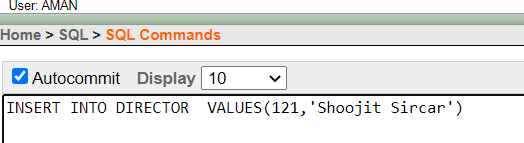 User: AMAN
Home > SQL > SQL Commands
Autocommit Display 10
INSERT INTO DIRECTOR  VALUES(121,'Shoojit Sircar')